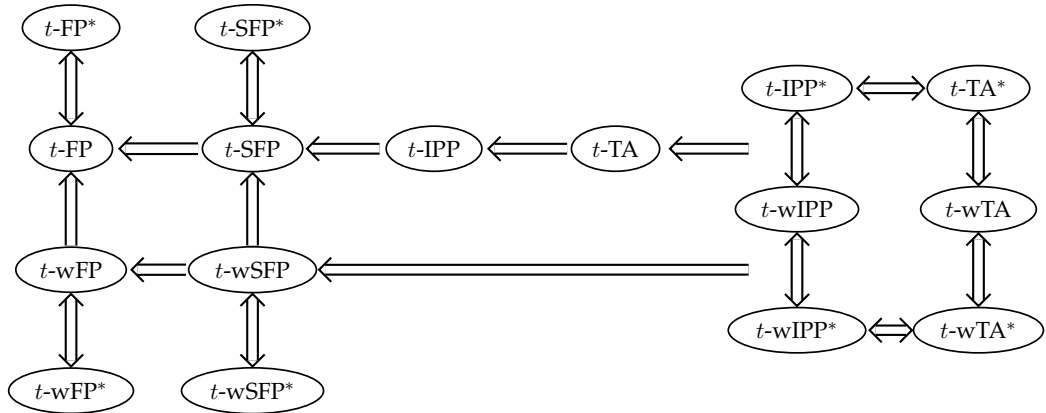 t-FP* t-SFP*
t-IPP* t-TA*
t-FP t-SFP t-IPP t-TA
t-wIPP t-wTA
t-wFP t-wSFP
t-wIPP* t-wTA*
t-wFP* t-wSFP*